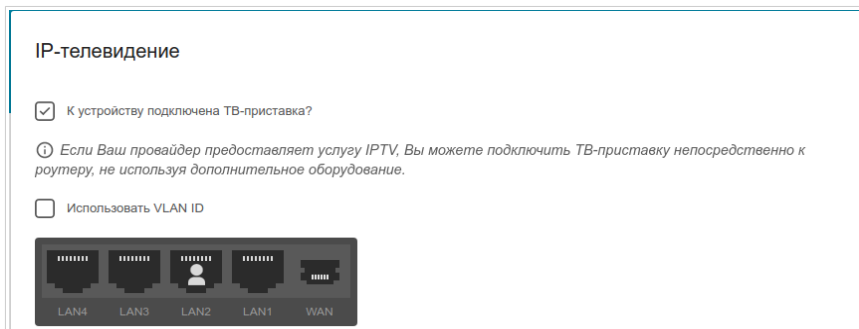 IP-телевидение
К устройству подключена ТВ-приставка?
Если Ваш провайдер предоставляет услугу IPTV, Вы можете подключить ТВ-приставку непосредственно к
роутеру, не используя дополнительное оборудование.
Использовать VLAN ID
LAN4 LAN3 LAN2 LAN1 WAN